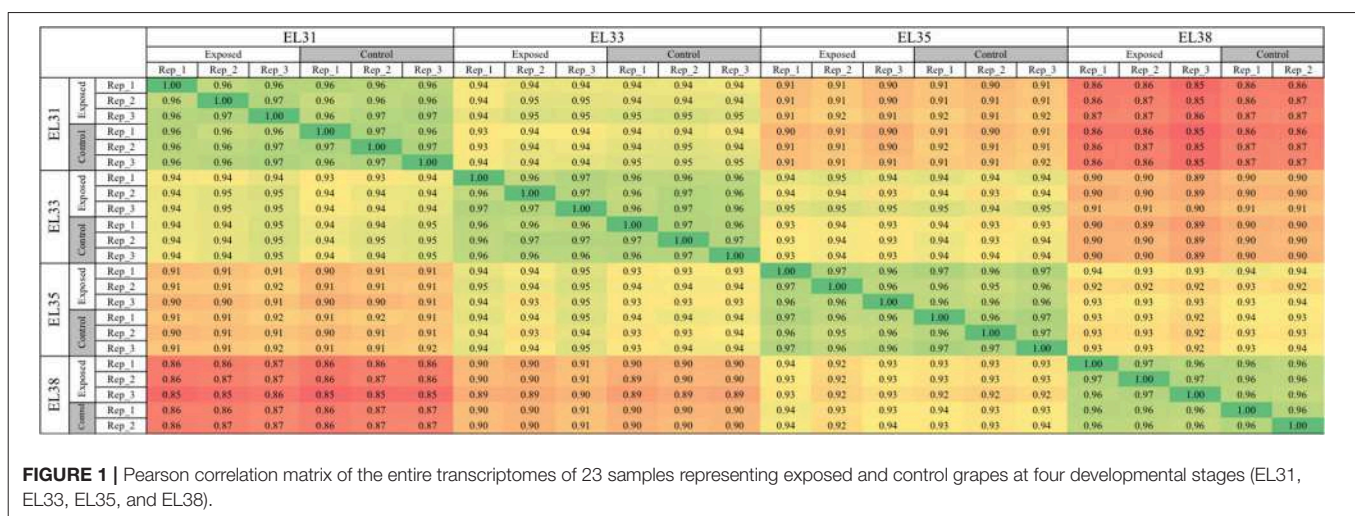 EL31 EL33 EL35 EL38
Exposed Control Exposed Control Exposed Control Exposed Control
Rep_1 Rep_2 Rep_3 Rep_1 Rep_2 Rep_3 Rep_1 Rep_2 Rep_3 Rep_1 Rep_2 Rep_3 Rep_1 Rep_2 Rep_3 Rep_1 Rep_2 Rep_3 Rep_1 Rep_2 Rep_3 Rep_1 Rep_2
EL31 Exposed Rep_1 1.00 0.96 0.96 0.96 0.96 0.96 0.94 0.94 0.94 0.94 0.94 0.94 0.91 0.91 0.90 0.91 0.90 0.91 0.86 0.86 0.85 0.86 0.86
Rep_2 0.96 1.00 0.97 0.96 0.96 0.96 0.94 0.95 0.95 0.94 0.94 0.94 0.91 0.91 0.90 0.91 0.91 0.91 0.86 0.87 0.85 0.86 0.87
Rep_3 0.96 0.97 1.00 0.96 0.97 0.97 0.94 0.95 0.95 0.95 0.95 0.95 0.91 0.92 0.91 0.92 0.91 0.92 0.87 0.87 0.86 0.87 0.87
Control Rep_1 0.96 0.96 0.96 1.00 0.97 0.96 0.93 0.94 0.94 0.94 0.94 0.94 0.90 0.91 0.90 0.91 0.90 0.91 0.86 0.86 0.85 0.86 0.86
Rep_2 0.96 0.96 0.97 0.97 1.00 0.97 0.93 0.94 0.94 0.94 0.95 0.94 0.91 0.91 0.90 0.92 0.91 0.91 0.86 0.87 0.85 0.87 0.87
Rep_3 0.96 0.96 0.97 0.96 0.97 1.00 0.94 0.94 0.94 0.95 0.95 0.95 0.91 0.91 0.91 0.91 0.91 0.92 0.86 0.86 0.85 0.87 0.87
EL33 Exposed Rep_1 0.94 0.94 0.94 0.93 0.93 0.94 1.00 0.96 0.97 0.96 0.96 0.96 0.94 0.95 0.94 0.94 0.94 0.94 0.90 0.90 0.89 0.90 0.90
Rep_2 0.94 0.95 0.95 0.94 0.94 0.94 0.96 1.00 0.97 0.96 0.97 0.96 0.94 0.94 0.93 0.94 0.93 0.94 0.90 0.90 0.89 0.90 0.90
Rep_3 0.94 0.95 0.95 0.94 0.94 0.94 0.97 0.97 1.00 0.96 0.97 0.96 0.95 0.95 0.95 0.95 0.94 0.95 0.91 0.91 0.90 0.91 0.91
Control Rep_1 0.94 0.94 0.95 0.94 0.94 0.95 0.96 0.96 0.96 1.00 0.97 0.96 0.93 0.94 0.93 0.94 0.93 0.93 0.90 0.89 0.89 0.90 0.90
Rep_2 0.94 0.94 0.95 0.94 0.95 0.95 0.96 0.97 0.97 0.97 1.00 0.97 0.93 0.94 0.93 0.94 0.93 0.94 0.90 0.90 0.89 0.90 0.90
Rep_3 0.94 0.94 0.95 0.94 0.94 0.95 0.96 0.96 0.96 0.96 0.97 1.00 0.93 0.94 0.93 0.94 0.94 0.94 0.90 0.90 0.89 0.90 0.90
EL35 Exposed Rep_1 0.91 0.91 0.91 0.90 0.91 0.91 0.94 0.94 0.95 0.93 0.93 0.93 1.00 0.97 0.96 0.97 0.96 0.97 0.94 0.93 0.93 0.94 0.94
Rep_2 0.91 0.91 0.92 0.91 0.91 0.91 0.95 0.94 0.95 0.94 0.94 0.94 0.97 1.00 0.96 0.96 0.95 0.96 0.92 0.92 0.92 0.93 0.92
Rep_3 0.90 0.90 0.91 0.90 0.90 0.91 0.94 0.93 0.95 0.93 0.93 0.93 0.96 0.96 1.00 0.96 0.96 0.96 0.93 0.93 0.93 0.93 0.94
Control Rep_1 0.91 0.91 0.92 0.91 0.92 0.91 0.94 0.94 0.95 0.94 0.94 0.94 0.97 0.96 0.96 1.00 0.96 0.97 0.93 0.93 0.92 0.94 0.93
Rep_2 0.90 0.91 0.91 0.90 0.91 0.91 0.94 0.93 0.94 0.93 0.93 0.94 0.96 0.95 0.96 0.96 1.00 0.97 0.93 0.93 0.92 0.93 0.93
Rep_3 0.91 0.91 0.92 0.91 0.91 0.92 0.94 0.94 0.95 0.93 0.94 0.94 0.97 0.96 0.96 0.97 0.97 1.00 0.93 0.93 0.92 0.93 0.94
EL38 Exposed Rep_1 0.86 0.86 0.87 0.86 0.86 0.86 0.90 0.90 0.91 0.90 0.90 0.90 0.94 0.92 0.93 0.93 0.93 0.93 1.00 0.97 0.96 0.96 0.96
Rep_2 0.86 0.87 0.87 0.86 0.87 0.86 0.90 0.90 0.91 0.89 0.90 0.90 0.93 0.92 0.93 0.93 0.93 0.93 0.97 1.00 0.97 0.96 0.96
Rep_3 0.85 0.85 0.86 0.85 0.85 0.85 0.89 0.89 0.90 0.89 0.89 0.89 0.93 0.92 0.93 0.92 0.92 0.92 0.96 0.97 1.00 0.96 0.96
Control Rep_1 0.86 0.86 0.87 0.86 0.87 0.87 0.90 0.90 0.91 0.90 0.90 0.90 0.94 0.93 0.93 0.94 0.93 0.93 0.96 0.96 0.96 1.00 0.96
Rep_2 0.86 0.87 0.87 0.86 0.87 0.87 0.90 0.90 0.91 0.90 0.90 0.90 0.94 0.92 0.94 0.93 0.93 0.94 0.96 0.96 0.96 0.96 1.00
FIGURE 1 | Pearson correlation matrix of the entire transcriptomes of 23 samples representing exposed and control grapes at four developmental stages (EL31,
EL33, EL35, and EL38).